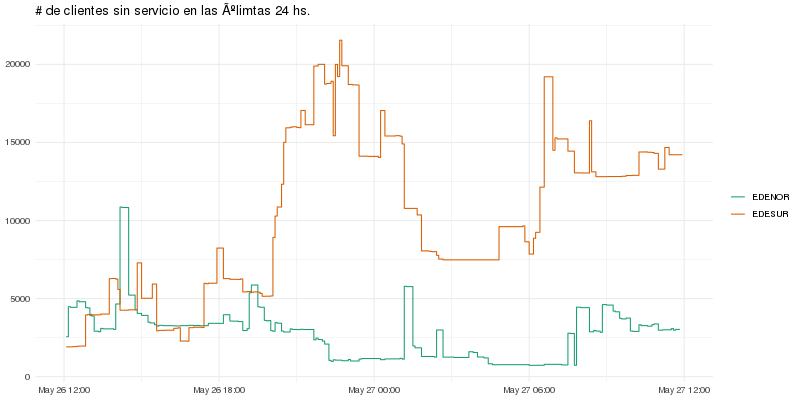 # de clientes sin servicio en las Ãºlimtas 24 hs.
20000
15000
10000
5000
0
May 26 12:00
May 26 18:00
May 27 00:00
May 27 06:00
May 27 12:00
EDENOR
EDESUR